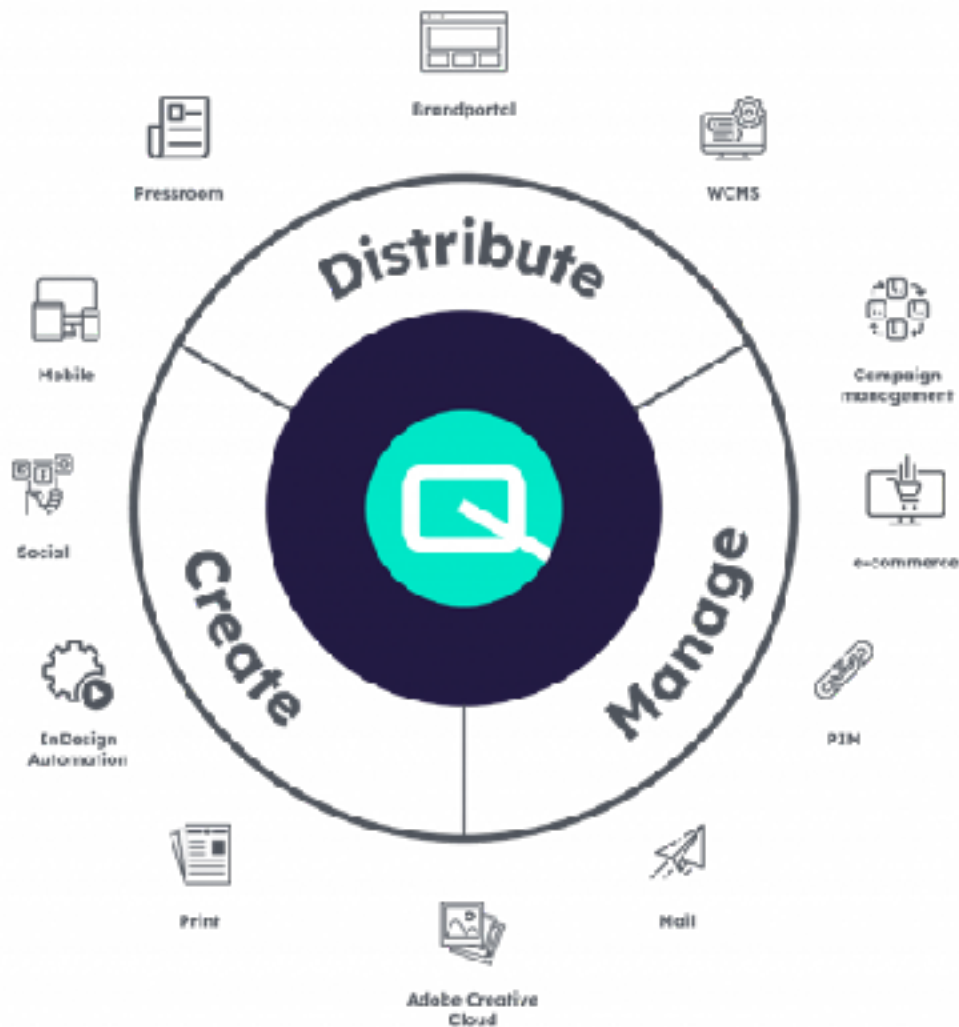 Brandportal
Pressroom
WCMS
Distribute
Mobile
Campaign
management
Social
e-commerce
Create
Manage
InDesign
Automation
PIM
Print
Mail
Adobe Creative
Cloud